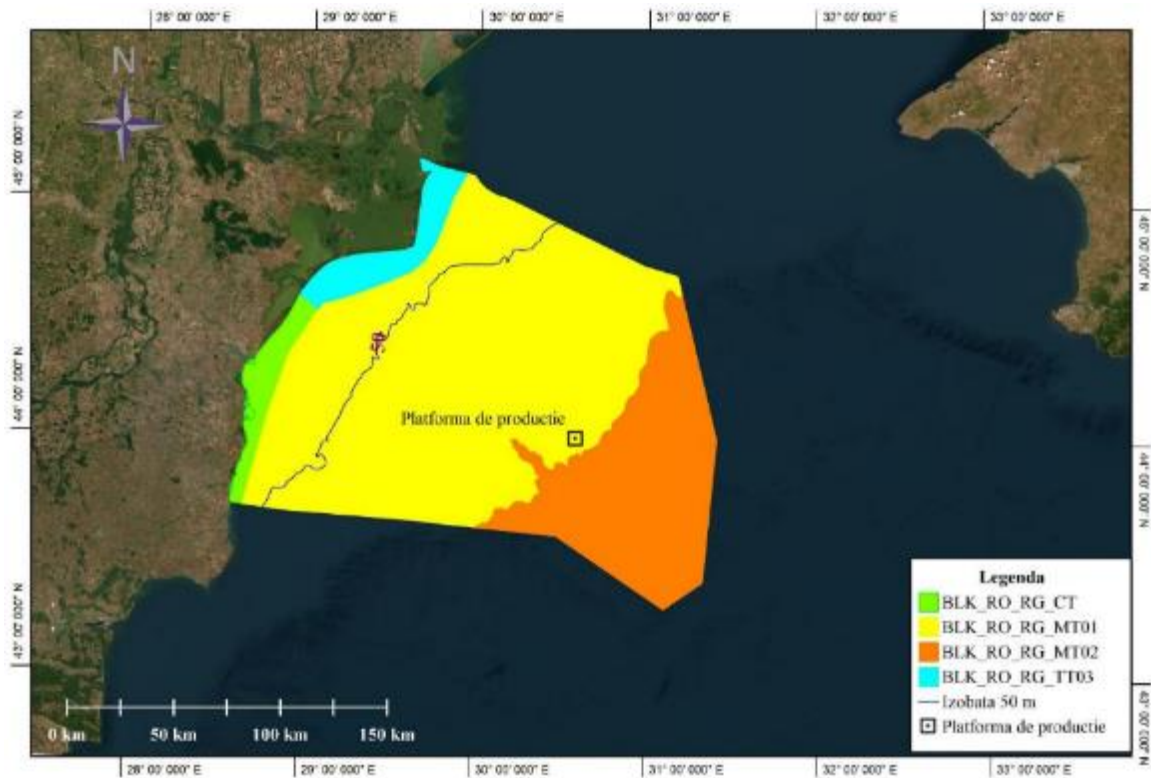 28° 00' 000" E 29° 00' 000" E 30° 00' 000" E 31° 00' 000" E 32° 00' 000" E 33° 00' 000" E
N
45° 00' 000" N
45° 00' 000" N
50
44° 00' 000" N
Platforma de productie
44° 00' 000" N
43° 00' 000" N
43° 00' 000" N
Legenda
BLK_RO_RG_CT
BLK_RO_RG_MT01
BLK_RO_RG_MT02
BLK_RO_RG_TT03
Izobata 50 m
Platforma de productie
0 km 50 km 100 km 150 km
28° 00' 000" E 29° 00' 000" E 30° 00' 000" E 31° 00' 000" E 32° 00' 000" E 33° 00' 000" E